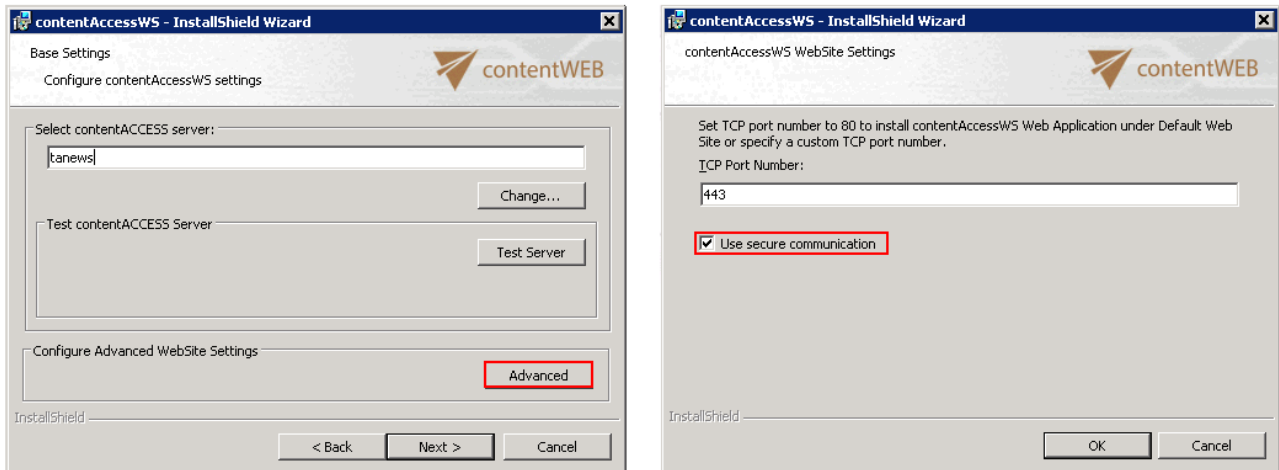 contentAccessWS - InstallShield Wizard
Base Settings
Configure contentAccessWS settings
contentWEB
Select contentACCESS server:
tanews
Change...
Test contentACCESS Server
Test Server
Configure Advanced WebSite Settings
Advanced
InstallShield
< Back
Next >
Cancel
contentAccessWS - InstallShield Wizard
contentAccessWS WebSite Settings
contentWEB
Set TCP port number to 80 to install contentAccessWS Web Application under Default Web
Site or specify a custom TCP port number.
TCP Port Number:
443
Use secure communication
InstallShield
OK
Cancel